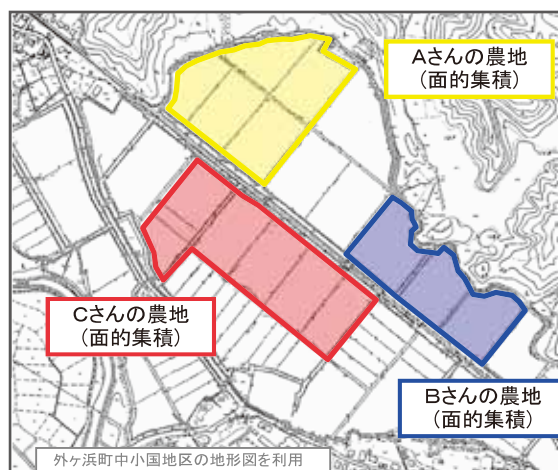 Aさんの農地
(面的集積)
Cさんの農地
(面的集積)
Bさんの農地
(面的集積)
外ヶ浜町中小国地区の地形図を利用